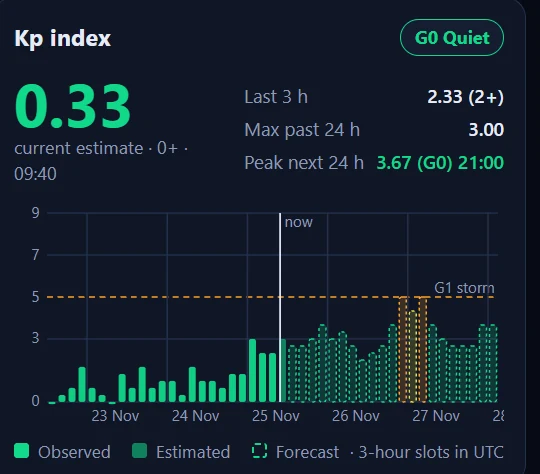 Kp index
G0 Quiet
0.33
current estimate · 0+ ·
09:40
Last 3 h 2.33 (2+)
Max past 24 h 3.00
Peak next 24 h 3.67 (G0) 21:00
9
now
7
G1 storm
5
3
0
23 Nov 24 Nov 25 Nov 26 Nov 27 Nov 28
Observed Estimated Forecast · 3-hour slots in UTC